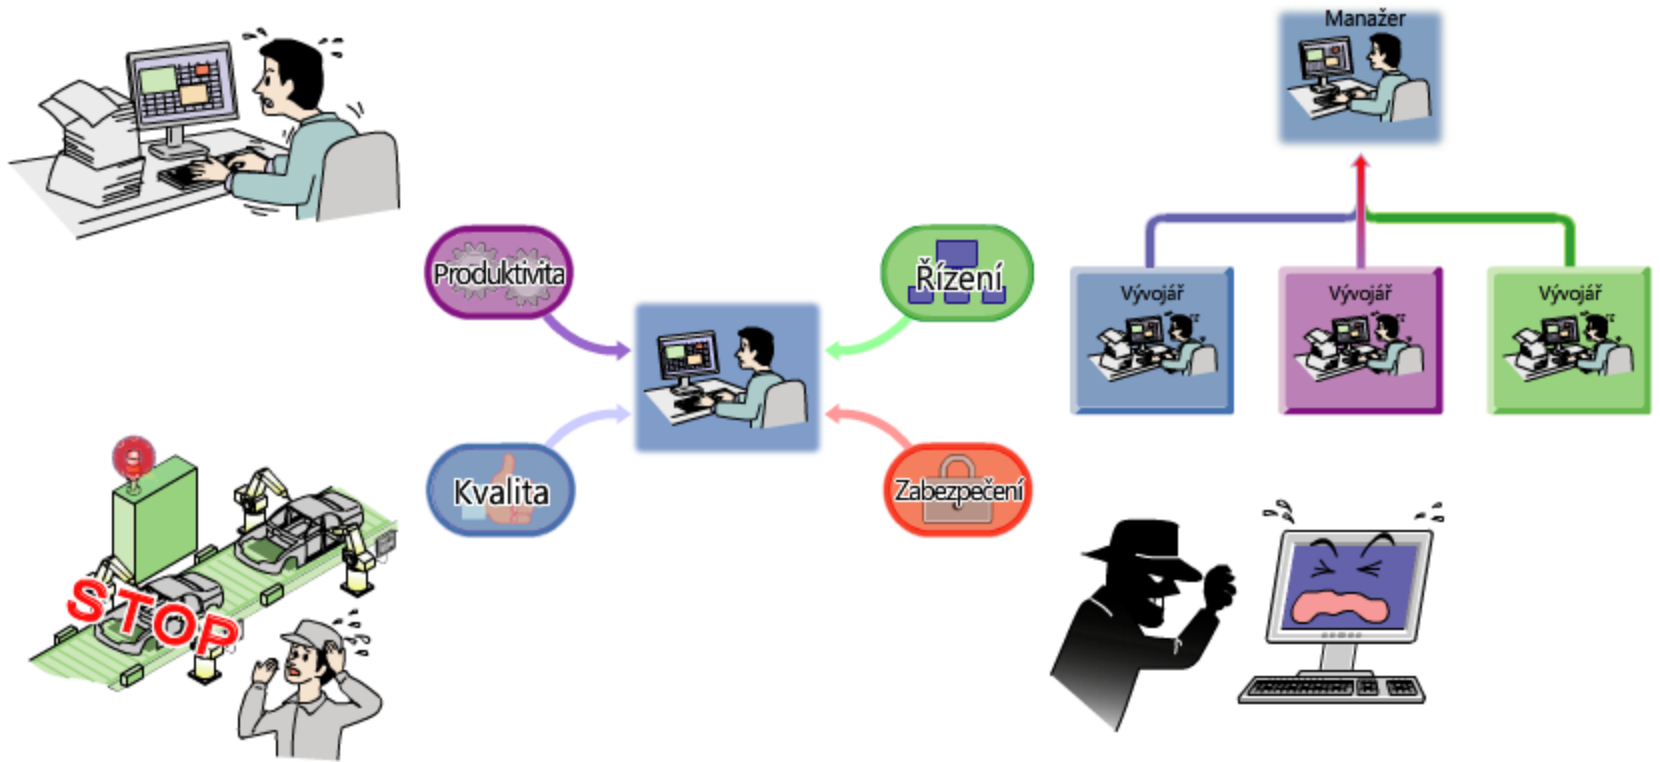 Manažer
Produktivita
Řízení
Vývojář
Vývojář
Vývojář
Kvalita
Zabezpečení
STOP